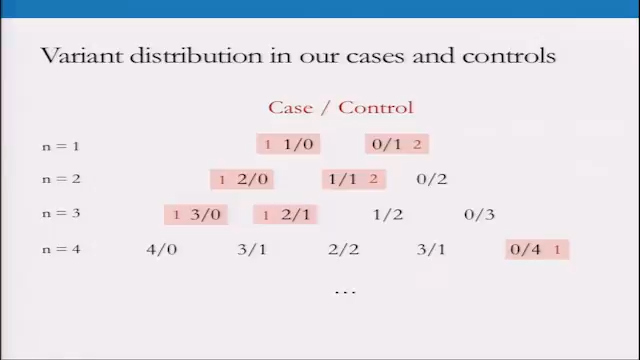 Variant distribution in our cases and controls
Case / Control
n = 1 1 1/0 0/1 2
n = 2 1 2/0 1/1 2 0/2
n = 3 1 3/0 1 2/1 1/2 0/3
n = 4 4/0 3/1 2/2 3/1 0/4 1
...